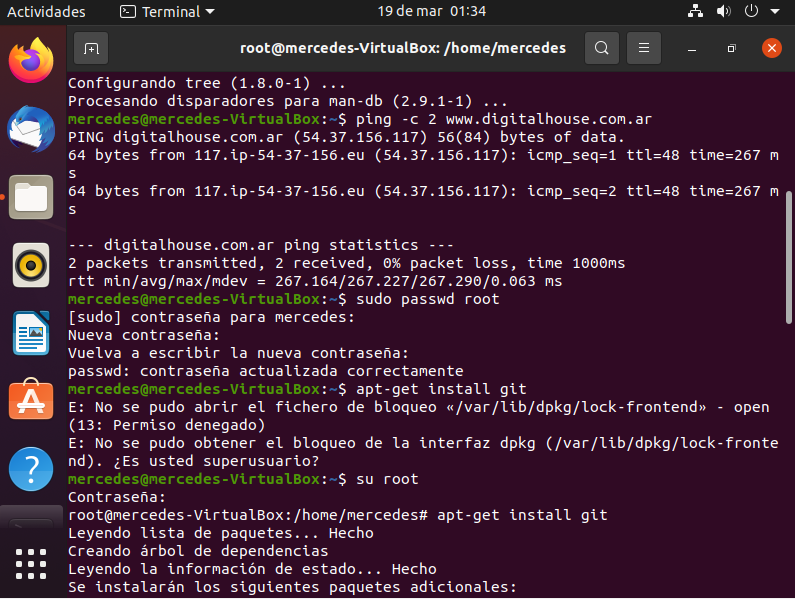 Actividades
Terminal
19 de mar 01:34
root@mercedes-VirtualBox: /home/mercedes
Configurando tree (1.8.0-1) ...
Procesando disparadores para man-db (2.9.1-1) ...
mercedes@mercedes-VirtualBox:~$ ping -c 2 www.digitalhouse.com.ar
PING digitalhouse.com.ar (54.37.156.117) 56(84) bytes of data.
64 bytes from 117.ip-54-37-156.eu (54.37.156.117): icmp_seq=1 ttl=48 time=267 m
s
64 bytes from 117.ip-54-37-156.eu (54.37.156.117): icmp_seq=2 ttl=48 time=267 m
s
--- digitalhouse.com.ar ping statistics ---
2 packets transmitted, 2 received, 0% packet loss, time 1000ms
rtt min/avg/max/mdev = 267.164/267.227/267.290/0.063 ms
mercedes@mercedes-VirtualBox:~$ sudo passwd root
[sudo] contraseña para mercedes:
Nueva contraseña:
Vuelva a escribir la nueva contraseña:
passwd: contraseña actualizada correctamente
mercedes@mercedes-VirtualBox:~$ apt-get install git
E: No se pudo abrir el fichero de bloqueo «/var/lib/dpkg/lock-frontend» - open
(13: Permiso denegado)
E: No se pudo obtener el bloqueo de la interfaz dpkg (/var/lib/dpkg/lock-fronte
nd). ¿Es usted superusuario?
mercedes@mercedes-VirtualBox:~$ su root
Contraseña:
root@mercedes-VirtualBox:/home/mercedes# apt-get install git
Leyendo lista de paquetes... Hecho
Creando árbol de dependencias
Leyendo la información de estado... Hecho
Se instalarán los siguientes paquetes adicionales: